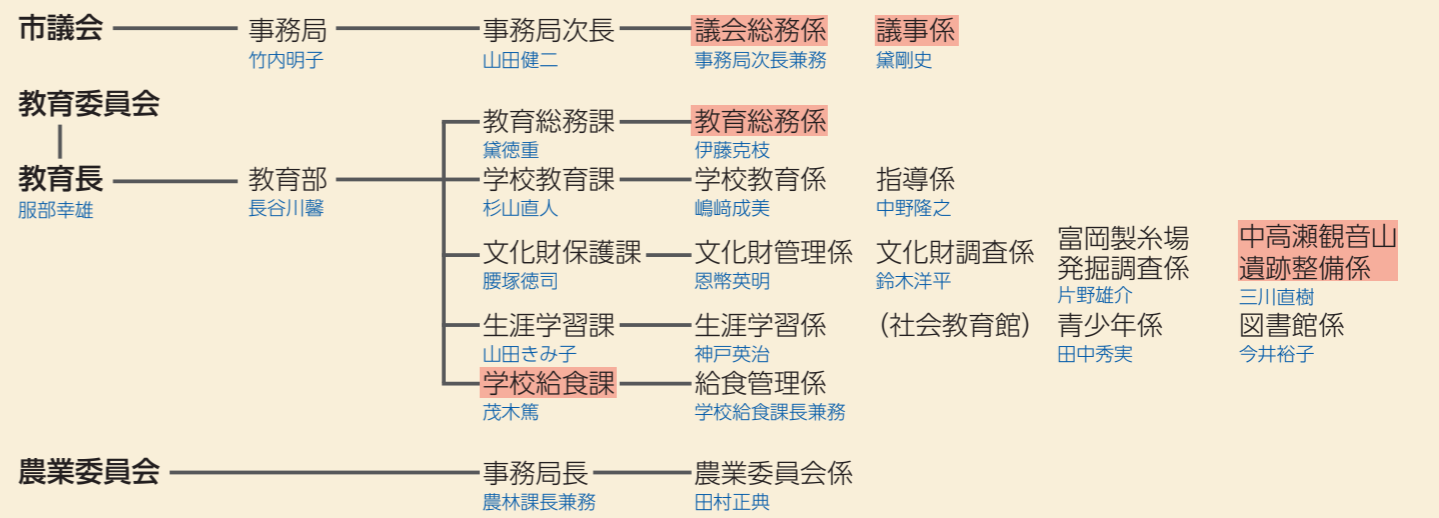 市議会 事務局 事務局次長 議会総務係 議事係
竹内明子 山田健二 事務局次長兼務 黛剛史
教育委員会
教育総務課 教育総務係
黛徳重 伊藤克枝
教育長 教育部 学校教育課 学校教育係 指導係
服部幸雄 長谷川馨 杉山直人 嶋﨑成美 中野隆之
文化財保護課 文化財管理係 文化財調査係 富岡製糸場 中高瀬観音山
発掘調査係 遺跡整備係
腰塚徳司 恩幣英明 鈴木洋平 片野雄介 三川直樹
生涯学習課 生涯学習係 （社会教育館） 青少年係 図書館係
山田きみ子 神戸英治 田中秀実 今井裕子
学校給食課 給食管理係
茂木篤 学校給食課長兼務
農業委員会 事務局長 農業委員会係
農林課長兼務 田村正典